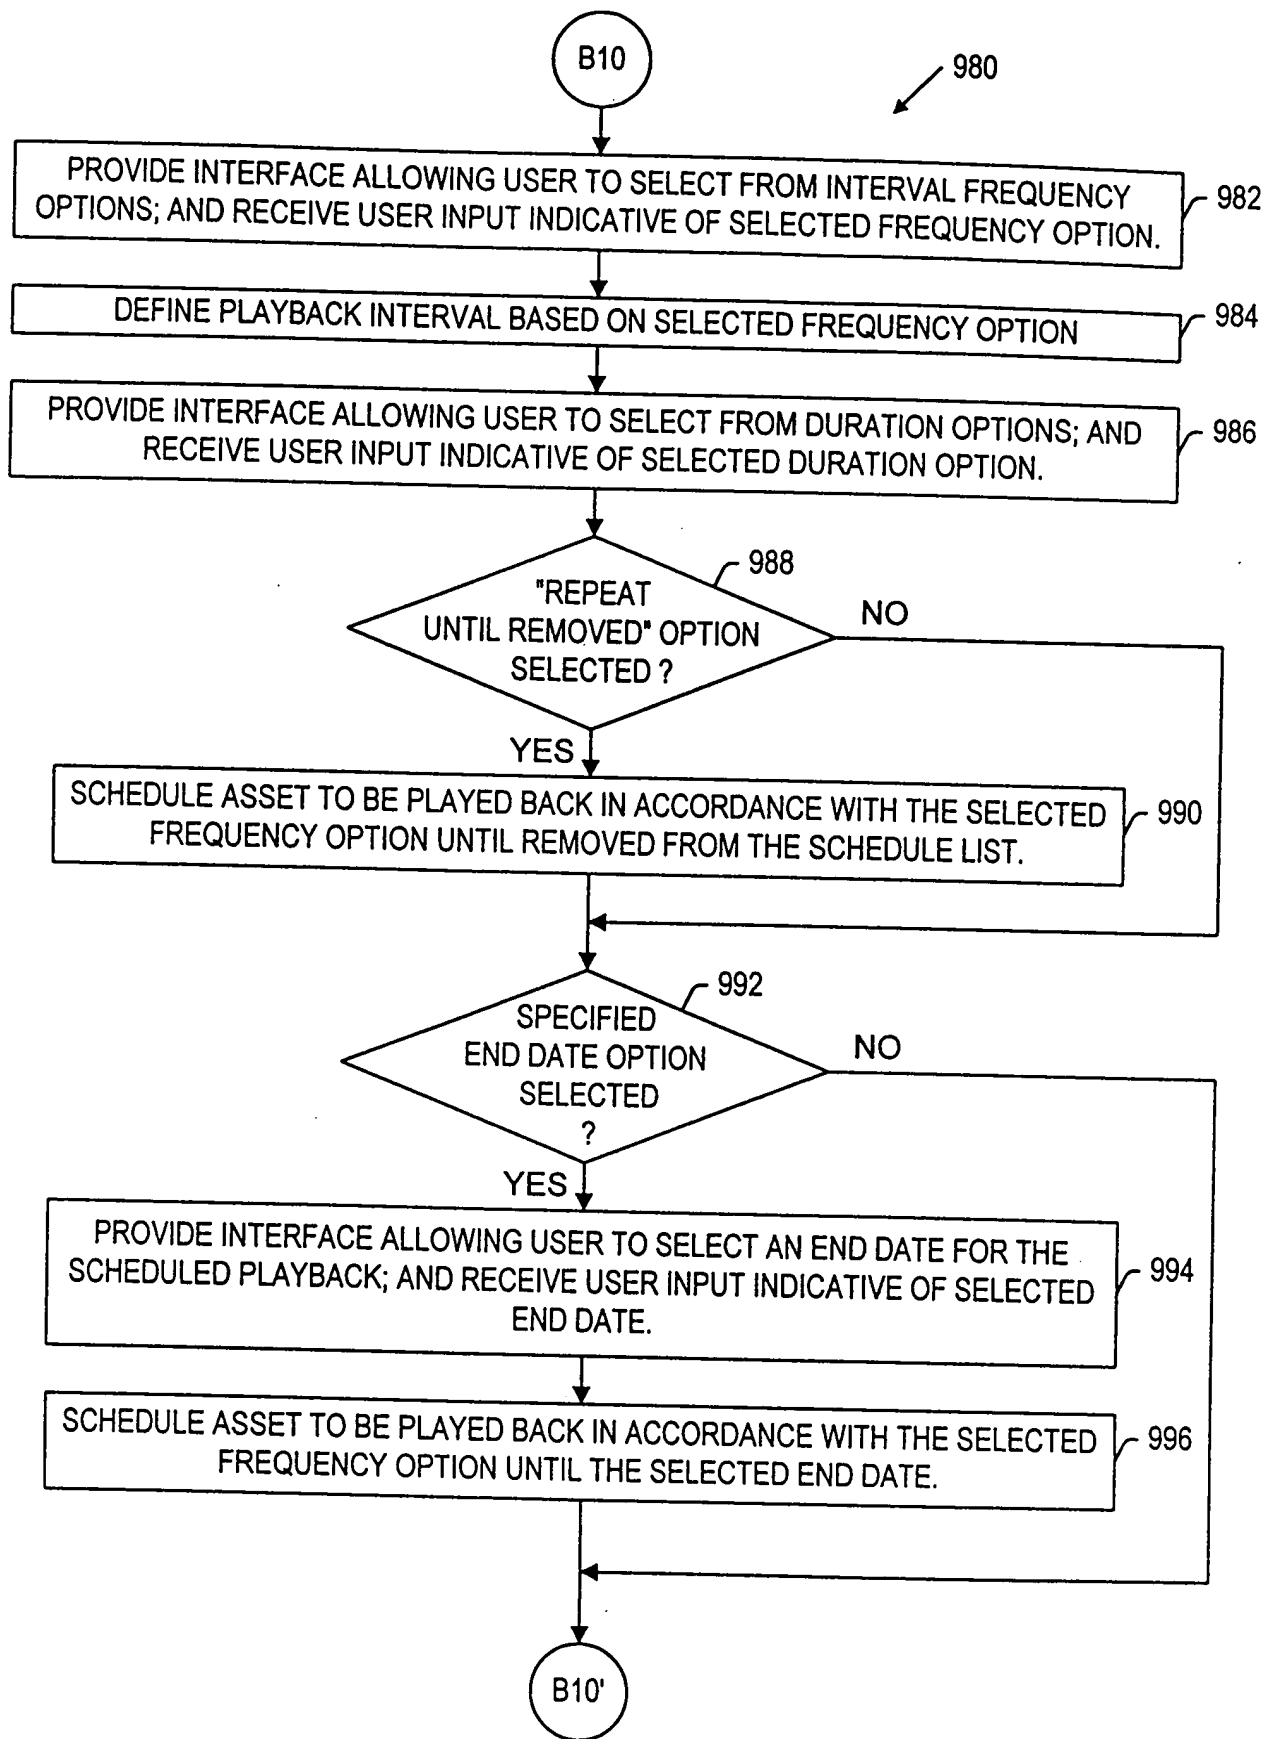 B10
980
PROVIDE INTERFACE ALLOWING USER TO SELECT FROM INTERVAL FREQUENCY
OPTIONS; AND RECEIVE USER INPUT INDICATIVE OF SELECTED FREQUENCY OPTION.
982
DEFINE PLAYBACK INTERVAL BASED ON SELECTED FREQUENCY OPTION
984
PROVIDE INTERFACE ALLOWING USER TO SELECT FROM DURATION OPTIONS; AND
RECEIVE USER INPUT INDICATIVE OF SELECTED DURATION OPTION.
986
988
"REPEAT
UNTIL REMOVED" OPTION
SELECTED ?
NO
YES
SCHEDULE ASSET TO BE PLAYED BACK IN ACCORDANCE WITH THE SELECTED
FREQUENCY OPTION UNTIL REMOVED FROM THE SCHEDULE LIST.
990
992
SPECIFIED
END DATE OPTION
SELECTED
?
NO
YES
PROVIDE INTERFACE ALLOWING USER TO SELECT AN END DATE FOR THE
SCHEDULED PLAYBACK; AND RECEIVE USER INPUT INDICATIVE OF SELECTED
END DATE.
994
SCHEDULE ASSET TO BE PLAYED BACK IN ACCORDANCE WITH THE SELECTED
FREQUENCY OPTION UNTIL THE SELECTED END DATE.
996
B10'